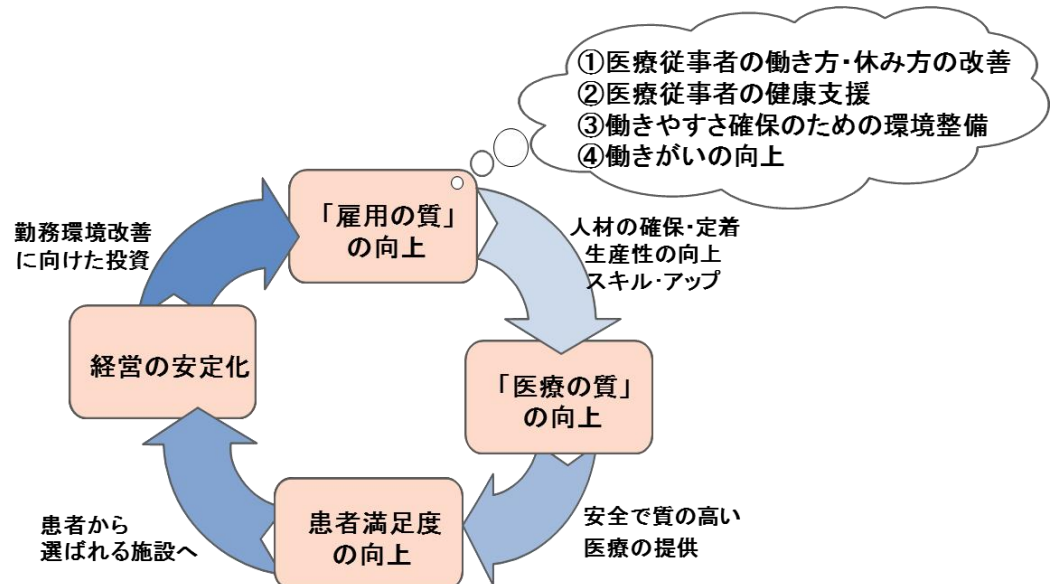 ①医療従事者の働き方・休み方の改善
②医療従事者の健康支援
③働きやすさ確保のための環境整備
④働きがいの向上
「雇用の質」
の向上
人材の確保・定着
生産性の向上
スキル・アップ
「医療の質」
の向上
安全で質の高い
医療の提供
患者満足度
の向上
患者から
選ばれる施設へ
経営の安定化
勤務環境改善
に向けた投資